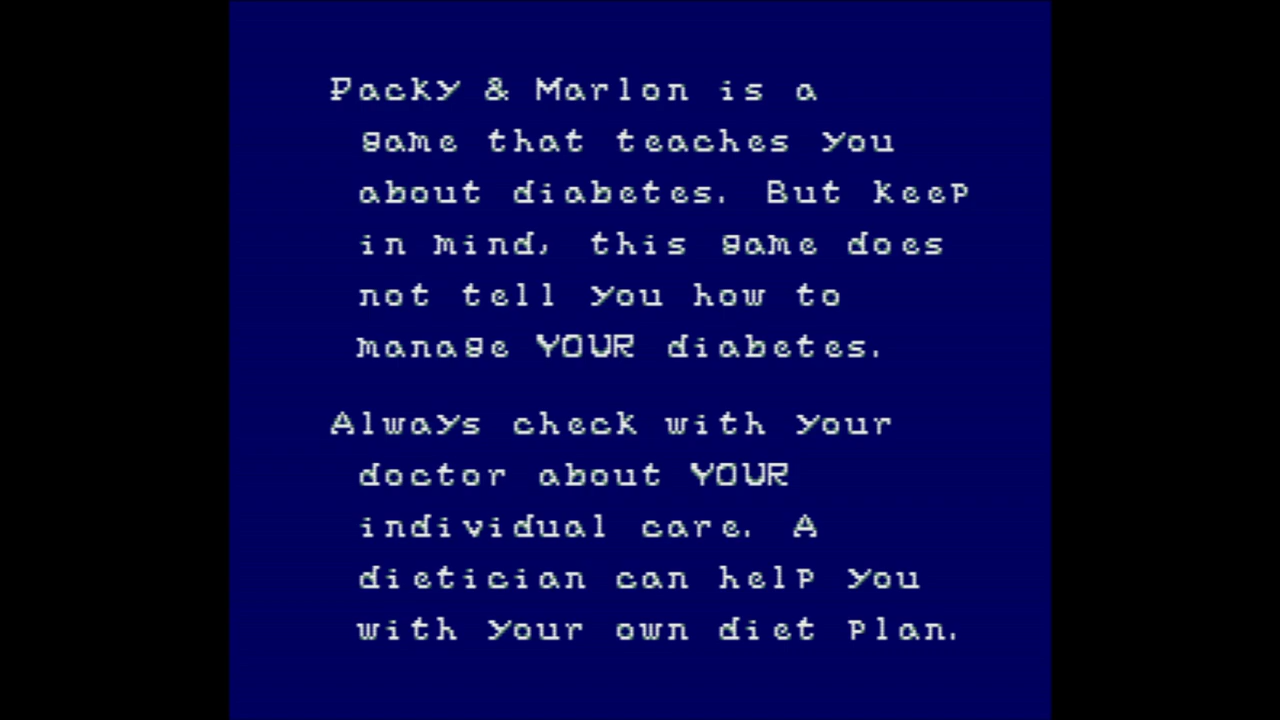 Packy & Marlon is a
game that teaches you
about diabetes. But keep
in mind, this game does
not tell you how to
manage YOUR diabetes.
Always check with your
doctor about YOUR
individual care. A
dietician can help you
with your own diet plan.